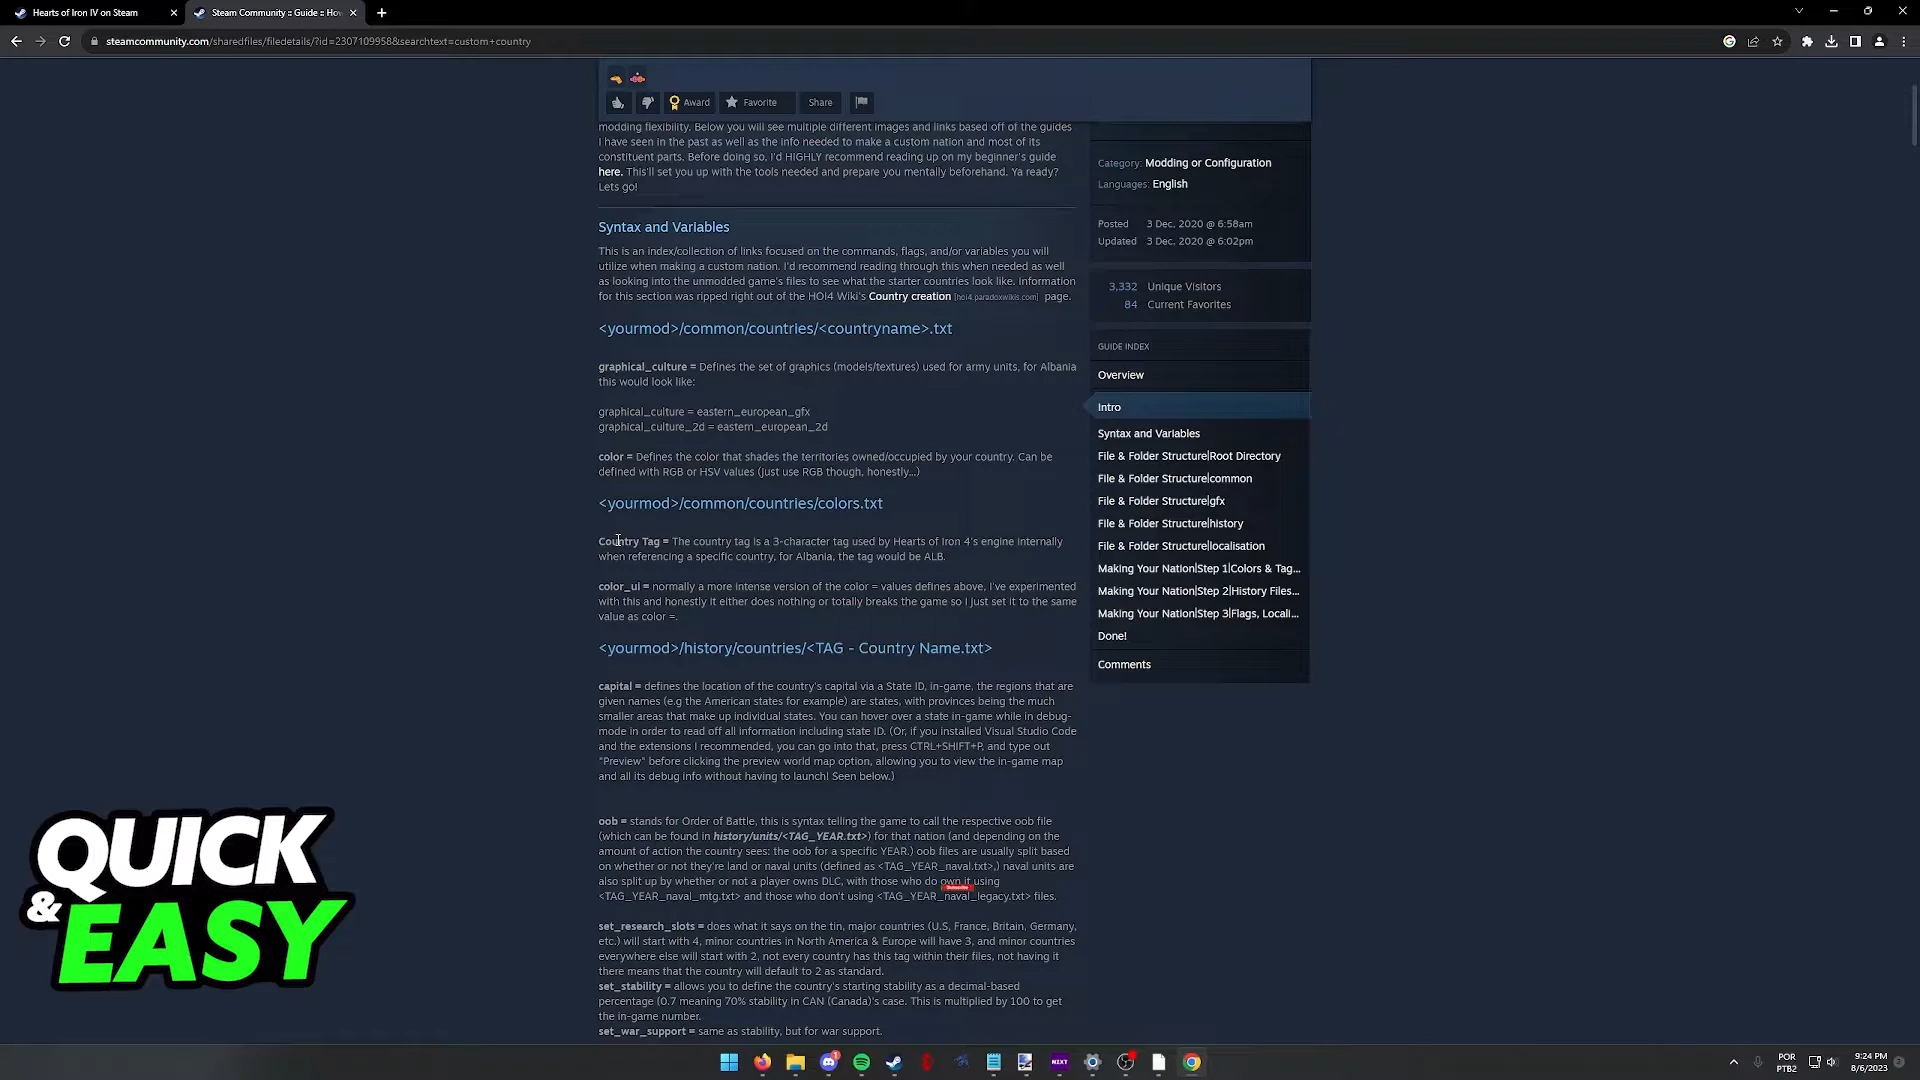 Hearts of Iron IV on Steam
Steam Community :: Guide :: How
steamcommunity.com/sharedfiles/filedetails/?id=2307109958&searchtext=custom+country
Award
Favorite
Share
modding flexibility. Below you will see multiple different images and links based off of the guides
I have seen in the past as well as the info needed to make a custom nation and most of its
constituent parts. Before doing so, I'd HIGHLY recommend reading up on my beginner's guide
here. This'll set you up with the tools needed and prepare you mentally beforehand. Ya ready?
Lets go!
Syntax and Variables
This is an index/collection of links focused on the commands, flags, and/or variables you will
utilize when making a custom nation. I'd recommend reading through this when needed as well
as looking into the unmodded game's files to see what the starter countries look like. Information
for this section was ripped right out of the HOI4 Wiki's Country creation [hoi4.paradoxwikis.com] page.
<yourmod>/common/countries/<countryname>.txt
graphical_culture = Defines the set of graphics (models/textures) used for army units, for Albania
this would look like:
graphical_culture = eastern_european_gfx
graphical_culture_2d = eastern_european_2d
color = Defines the color that shades the territories owned/occupied by your country. Can be
defined with RGB or HSV values (just use RGB though, honestly...)
<yourmod>/common/countries/colors.txt
Country Tag = The country tag is a 3-character tag used by Hearts of Iron 4's engine internally
when referencing a specific country, for Albania, the tag would be ALB.
color_ui = normally a more intense version of the color = values defines above, I've experimented
with this and honestly it either does nothing or totally breaks the game so I just set it to the same
value as color =.
<yourmod>/history/countries/<TAG - Country Name.txt>
capital = defines the location of the country's capital via a State ID, in-game, the regions that are
given names (e.g the American states for example) are states, with provinces being the much
smaller areas that make up individual states. You can hover over a state in-game while in debug-
mode in order to read off all information including state ID. (Or, if you installed Visual Studio Code
and the extensions I recommended, you can go into that, press CTRL+SHIFT+P, and type out
"Preview" before clicking the preview world map option, allowing you to view the in-game map
and all its debug info without having to launch! Seen below.)
oob = stands for Order of Battle, this is syntax telling the game to call the respective oob file
(which can be found in history/units/<TAG_YEAR.txt>) for that nation (and depending on the
amount of action the country sees: the oob for a specific YEAR.) oob files are usually split based
on whether or not they're land or naval units (defined as <TAG_YEAR_naval.txt>,) naval units are
also split up by whether or not a player owns DLC, with those who do own it using
<TAG_YEAR_naval_mtg.txt> and those who don't using <TAG_YEAR_naval_legacy.txt> files.
set_research_slots = does what it says on the tin, major countries (U.S, France, Britain, Germany,
etc.) will start with 4, minor countries in North America & Europe will have 3, and minor countries
everywhere else will start with 2, not every country has this tag within their files, not having it
there means that the country will default to 2 as standard.
set_stability = allows you to define the country's starting stability as a decimal-based
percentage (0.7 meaning 70% stability in CAN (Canada)'s case. This is multiplied by 100 to get
the in-game number.
set_war_support = same as stability, but for war support.
Category: Modding or Configuration
Languages: English
Posted 3 Dec, 2020 @ 6:58am
Updated 3 Dec, 2020 @ 6:02pm
3,332 Unique Visitors
84 Current Favorites
GUIDE INDEX
Overview
Intro
Syntax and Variables
File & Folder Structure|Root Directory
File & Folder Structure|common
File & Folder Structure|gfx
File & Folder Structure|history
File & Folder Structure|localisation
Making Your Nation|Step 1|Colors & Tag...
Making Your Nation|Step 2|History Files...
Making Your Nation|Step 3|Flags, Locali...
Done!
Comments
QUICK
& EASY
NEXT
POR
PTB2
9:24 PM
8/6/2023